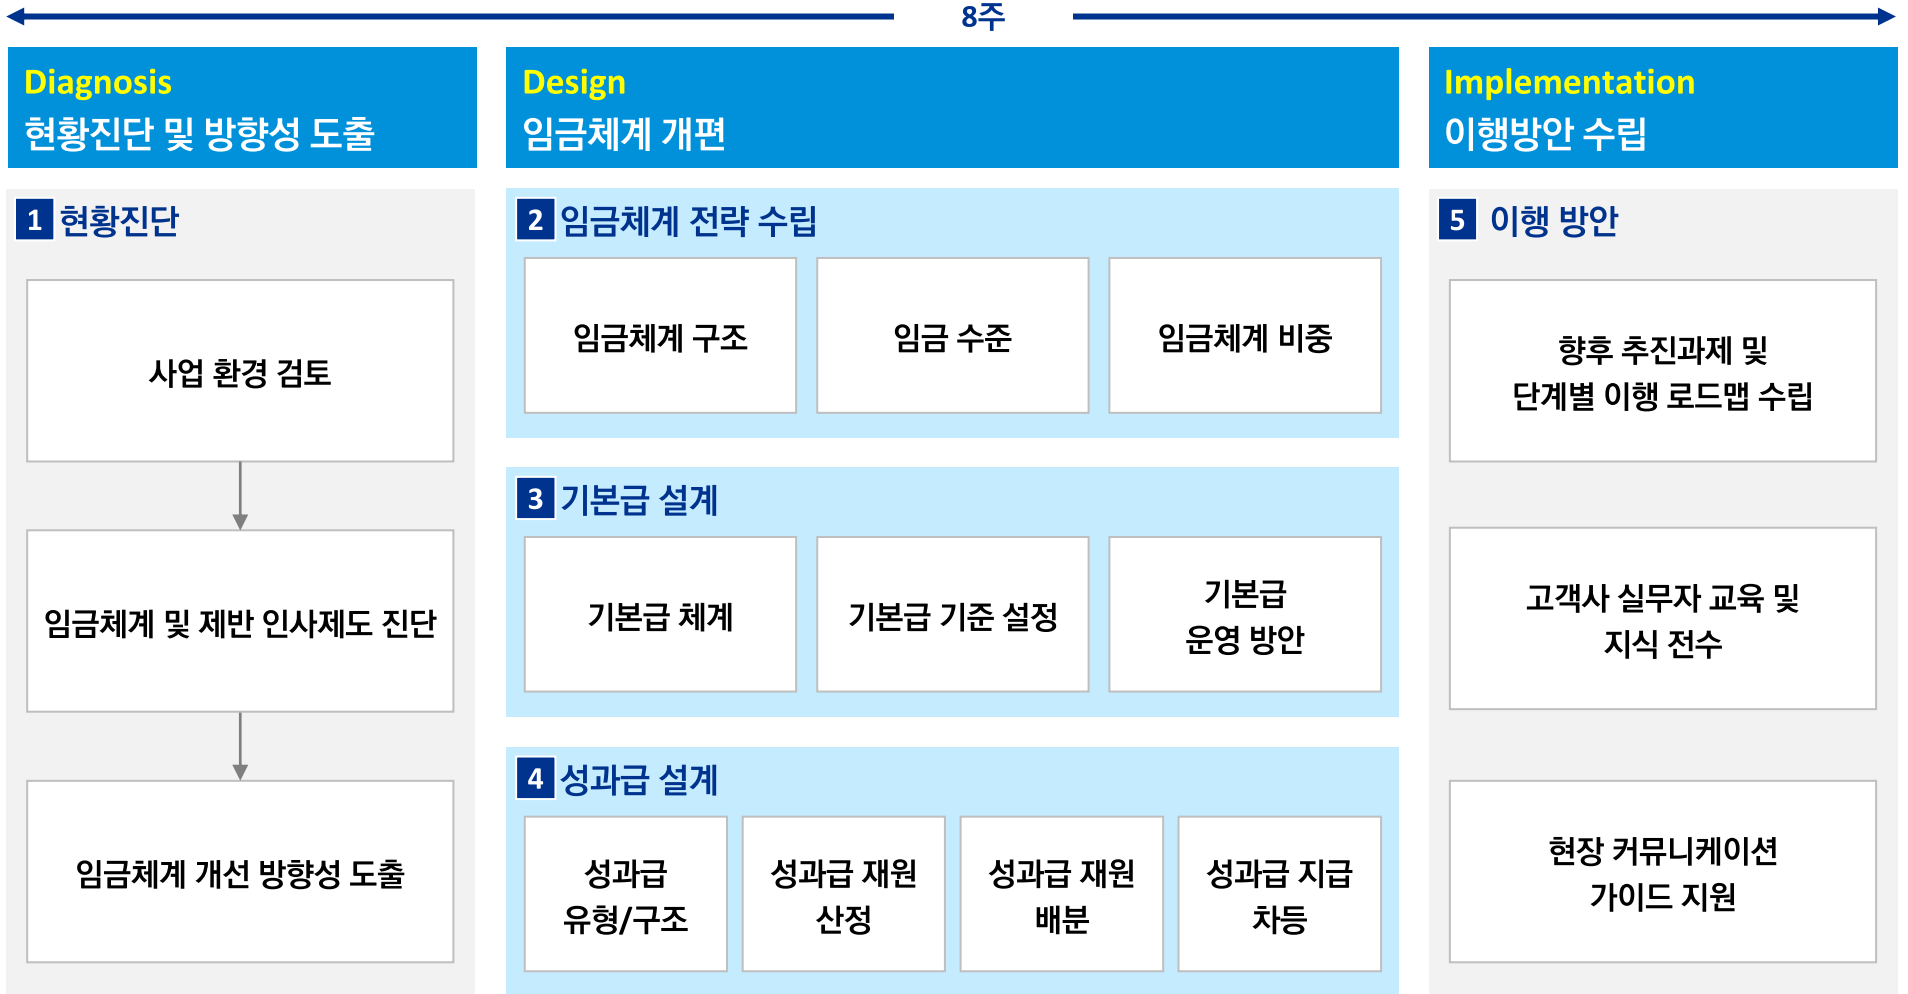 8주
Diagnosis
현황진단 및 방향성 도출
1 현황진단
사업 환경 검토
임금체계 및 제반 인사제도 진단
임금체계 개선 방향성 도출
Design
임금체계 개편
2 임금체계 전략 수립
임금체계 구조
임금 수준
임금체계 비중
3 기본급 설계
기본급 체계
기본급 기준 설정
기본급
운영 방안
4 성과급 설계
성과급
유형/구조
성과급 재원
산정
성과급 재원
배분
성과급 지급
차등
Implementation
이행방안 수립
5 이행 방안
향후 추진과제 및
단계별 이행 로드맵 수립
고객사 실무자 교육 및
지식 전수
현장 커뮤니케이션
가이드 지원